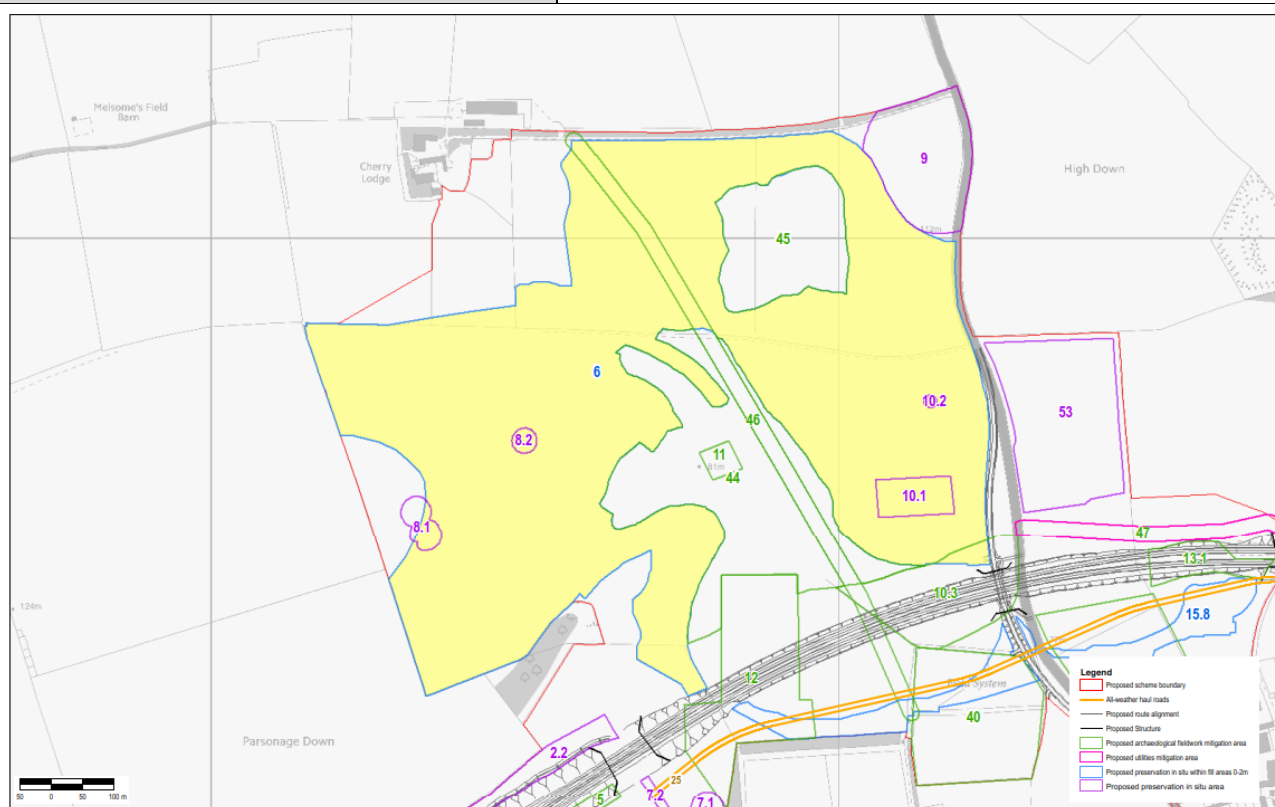 Melsome's Field
Barn
Cherry
Lodge
9
High Down
112m
45
6
46
10.2
53
8.2
11
81m
44
10.1
8.1
47
13.1
124m
10.3
15.8
12
40
Parsonage Down
2.2
25
5
7.2
7.1
50 0 50 100 m
Legend
Proposed scheme boundary
All-weather haul roads
Proposed route alignment
Proposed Structure
Proposed archaeological fieldwork mitigation area
Proposed utilities mitigation area
Proposed preservation in situ within fill areas 0-2m
Proposed preservation in situ area